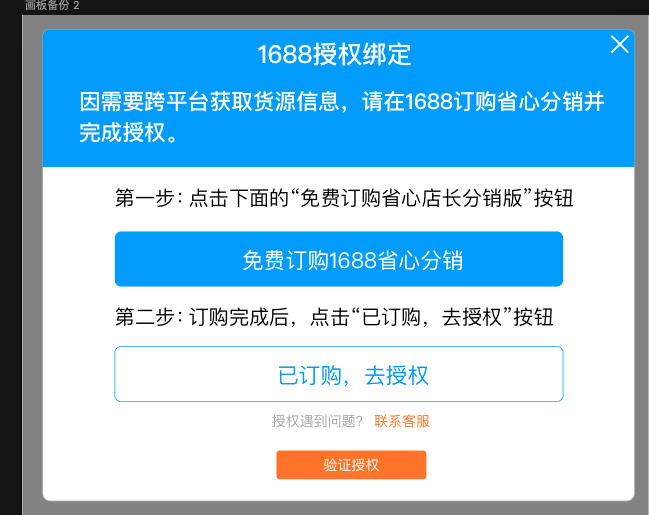 画板备份 2
1688授权绑定
因需要跨平台获取货源信息，请在1688订购省心分销并
完成授权。
第一步：点击下面的“免费订购省心店长分销版”按钮
免费订购1688省心分销
第二步：订购完成后，点击“已订购，去授权”按钮
已订购，去授权
授权遇到问题？ 联系客服
验证授权